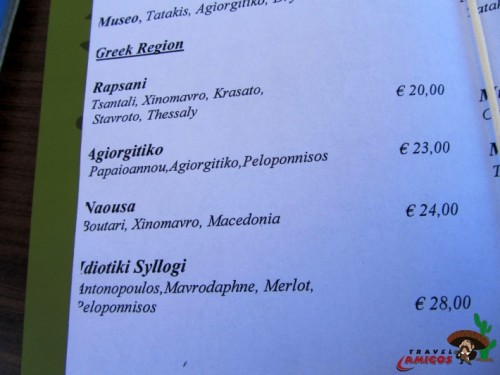 Museo, Tatakis, Agiorgitiko,
Greek Region
Rapsani
Tsantali, Xinomavro, Krasato,
Stavroto, Thessaly
€ 20,00
Agiorgitiko
Papaioannou,Agiorgitiko,Peloponnisos
€ 23,00
Naousa
Boutari, Xinomavro, Macedonia
€ 24,00
Idiotiki Syllogi
Antonopoulos,Mavrodaphne, Merlot,
Peloponnisos
€ 28,00
TRAVEL
AMIGOS